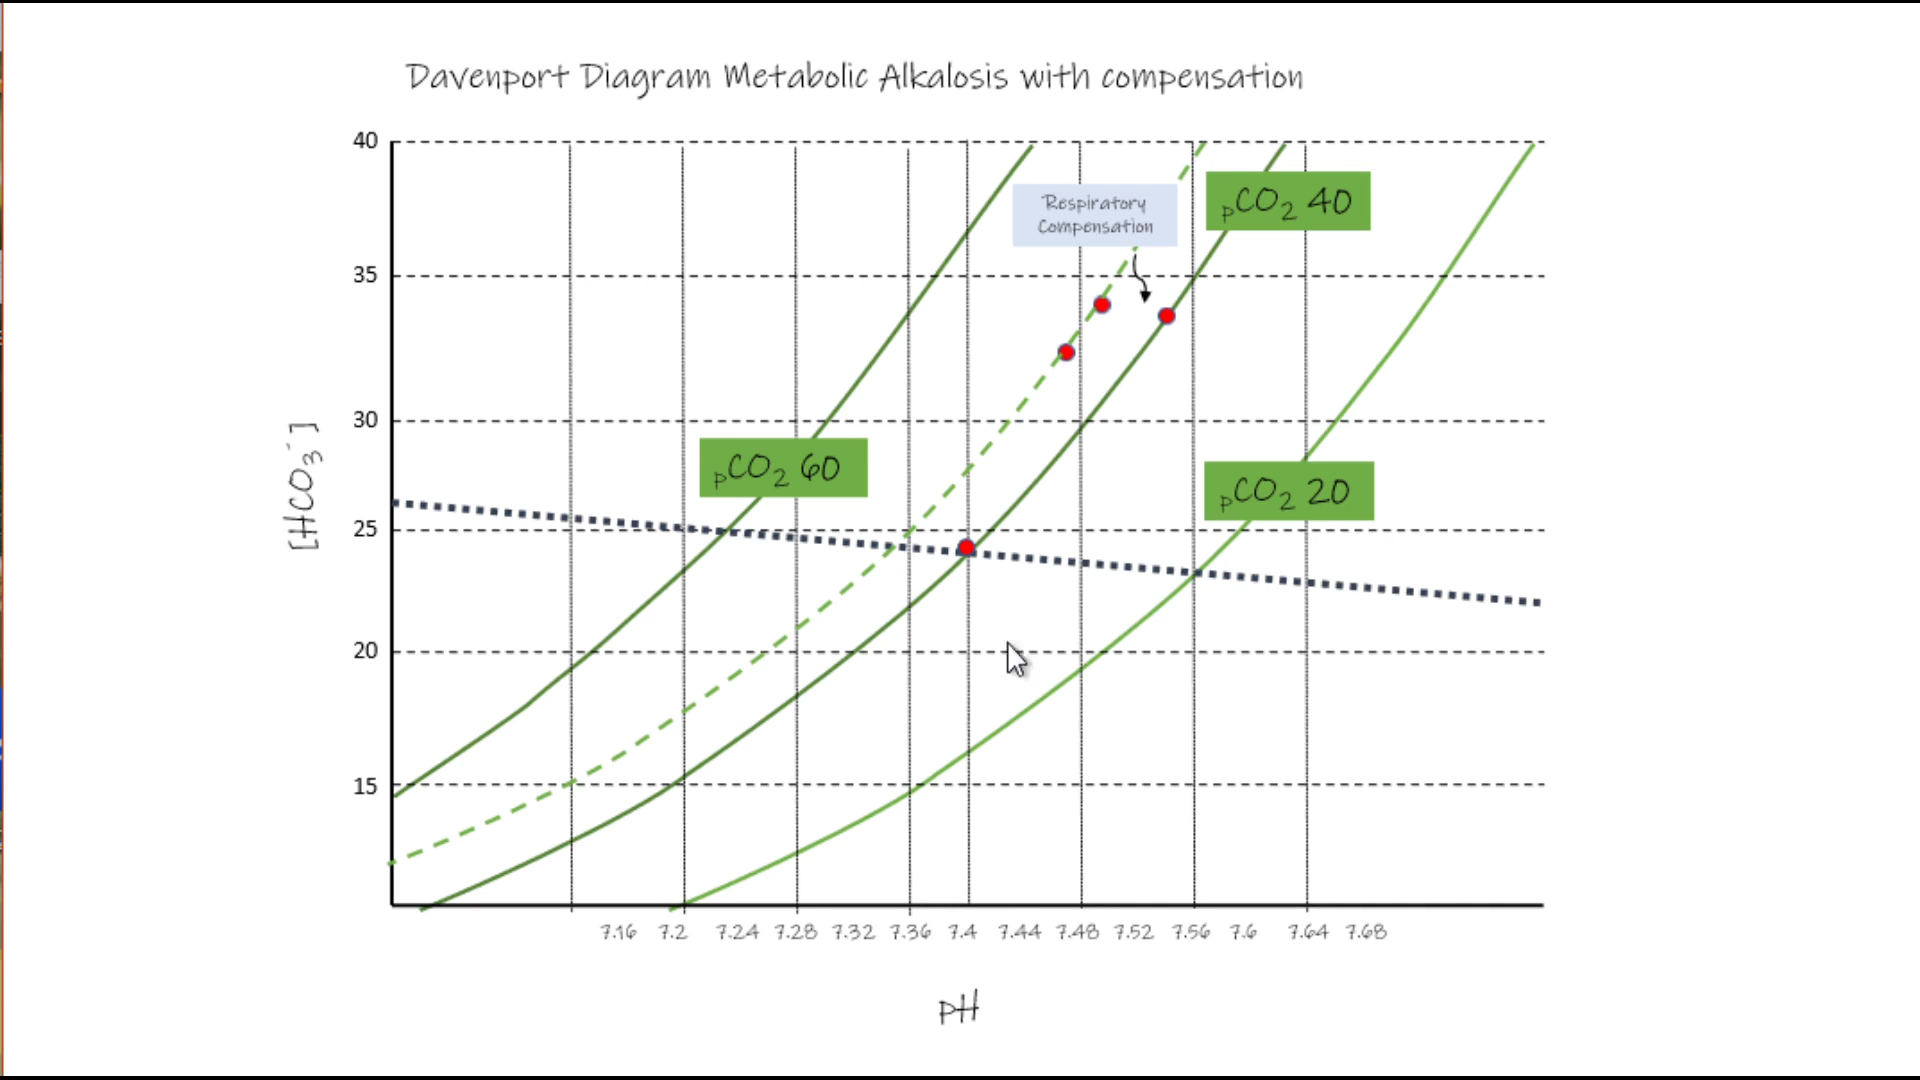 Davenport Diagram Metabolic Alkalosis with compensation
40
Respiratory
Compensation
pCO2 40
35
30
[HCO3-]
pCO2 60
pCO2 20
25
20
15
7.16 7.2 7.24 7.28 7.32 7.36 7.4 7.44 7.48 7.52 7.56 7.6 7.64 7.68
pH